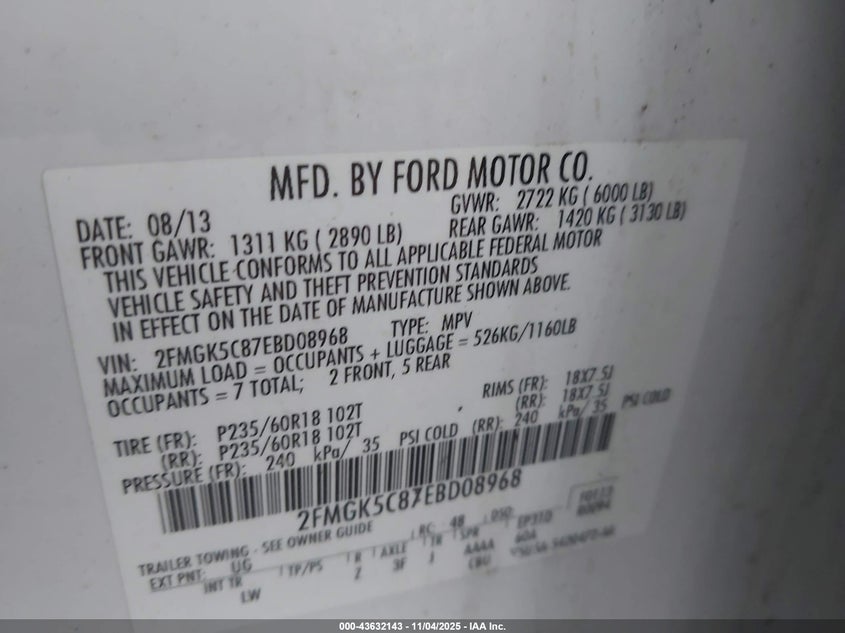 MFD. BY FORD MOTOR CO.
DATE: 08/13 GVWR: 2722 KG ( 6000 LB)
FRONT GAWR: 1311 KG ( 2890 LB) REAR GAWR: 1420 KG ( 3130 LB)
THIS VEHICLE CONFORMS TO ALL APPLICABLE FEDERAL MOTOR
VEHICLE SAFETY AND THEFT PREVENTION STANDARDS
IN EFFECT ON THE DATE OF MANUFACTURE SHOWN ABOVE.
VIN: 2FMGK5C87EBD08968 TYPE: MPV
MAXIMUM LOAD = OCCUPANTS + LUGGAGE = 526KG/1160LB
OCCUPANTS = 7 TOTAL; 2 FRONT, 5 REAR
TIRE (FR): P235/60R18 102T RIMS (FR): 18X7.5J
(RR): P235/60R18 102T (RR): 18X7.5J
PRESSURE (FR): 240 kPa/ 35 PSI COLD (RR): 240 kPa/ 35 PSI COLD
2FMGK5C87EBD08968
TRAILER TOWING - SEE OWNER GUIDE
EXT PNT: UG RC: 48 DSO:
INT TR TP/PS R AXLE TR SPR
LW 2 3F J AAAA
000-43632143 - 11/04/2025 - IAA Inc.